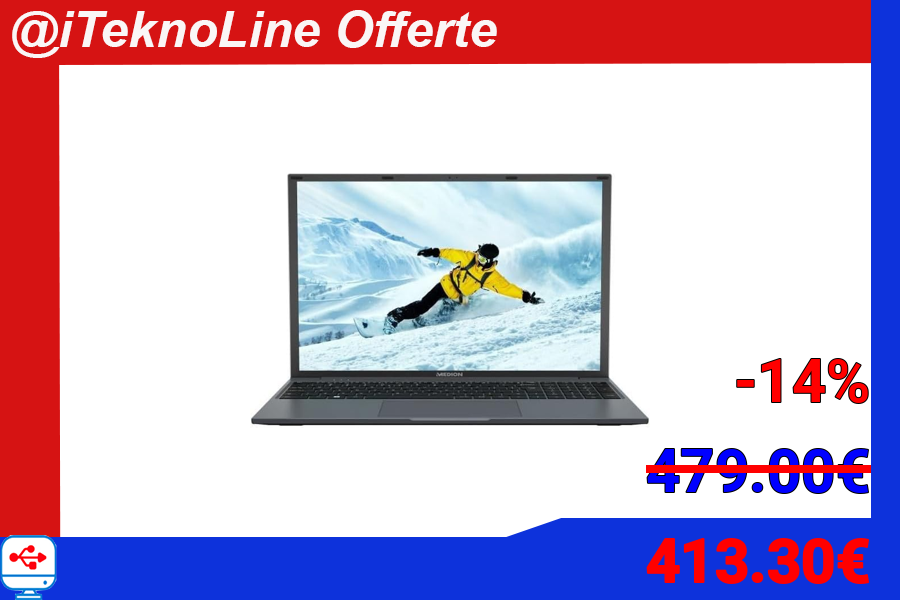 @iTeknoLine Offerte
MEDION
-14%
479.00€
413.30€